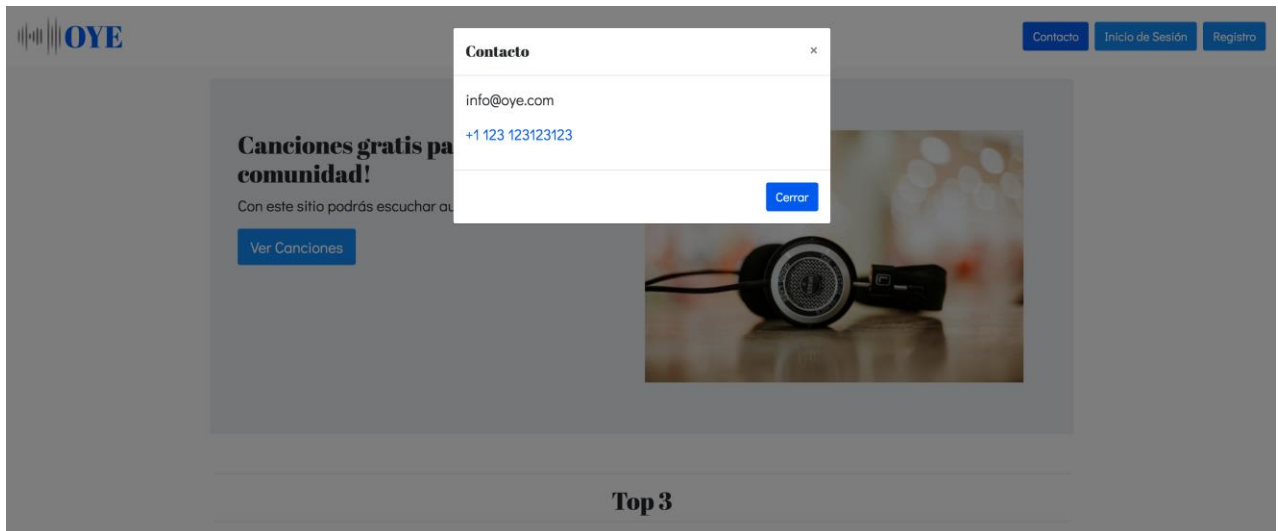 OYE
Contacto
Inicio de Sesión
Registro
Contacto
×
info@oye.com
+1 123 123123123
Cerrar
Canciones gratis
comunidad!
Con este sitio podrás escuchar
Ver Canciones
Top 3